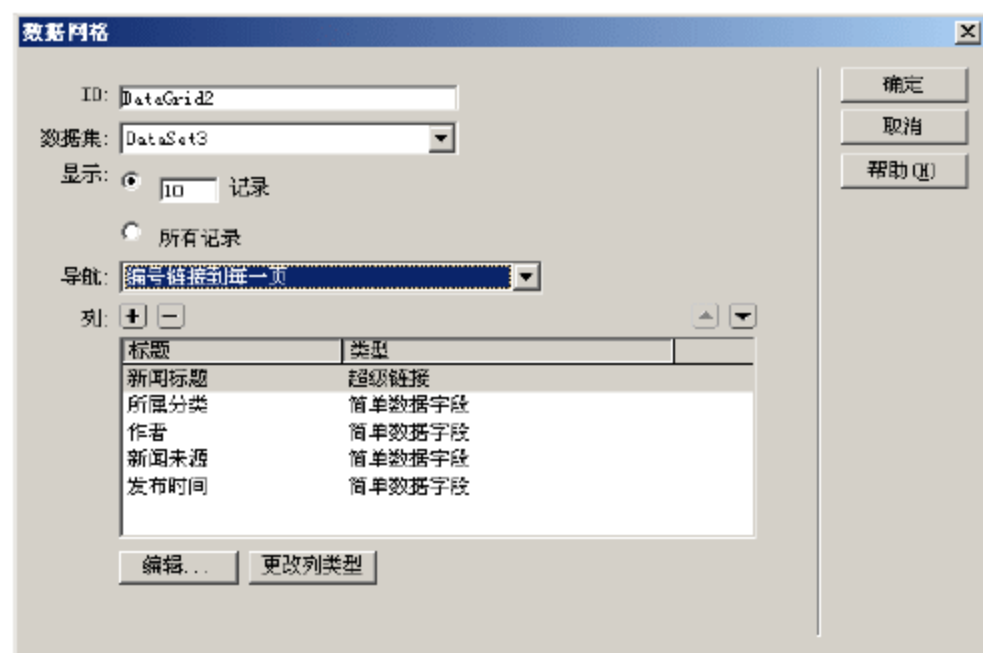 数据网格
ID: DataGrid2
数据集: DataSet3
显示: 10 记录
所有记录
导航: 编号链接到每一页
列:
标题 类型
新闻标题 超级链接
所属分类 简单数据字段
作者 简单数据字段
新闻来源 简单数据字段
发布时间 简单数据字段
编辑... 更改列类型
确定
取消
帮助(H)